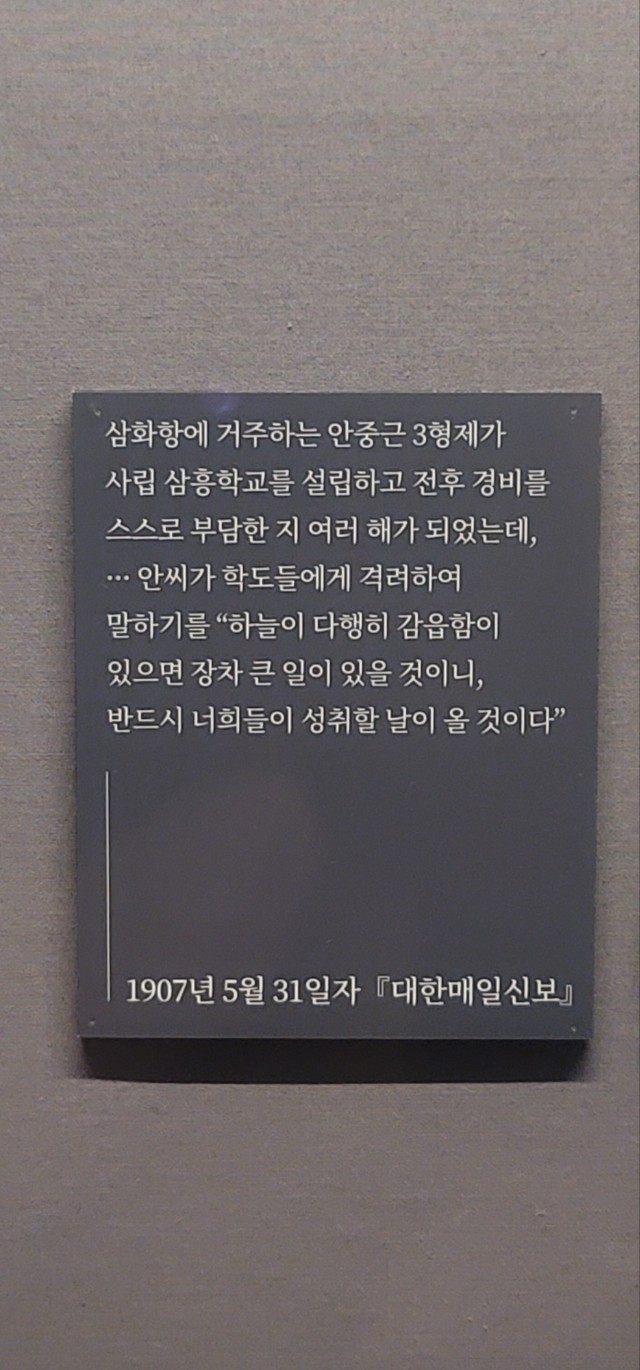 삼화항에 거주하는 안중근 3형제가
사립 삼흥학교를 설립하고 전후 경비를
스스로 부담한 지 여러 해가 되었는데,
··· 안씨가 학도들에게 격려하여
말하기를 “하늘이 다행히 감읍함이
있으면 장차 큰 일이 있을 것이니,
반드시 너희들이 성취할 날이 올 것이다”
1907년 5월 31일자 『대한매일신보』